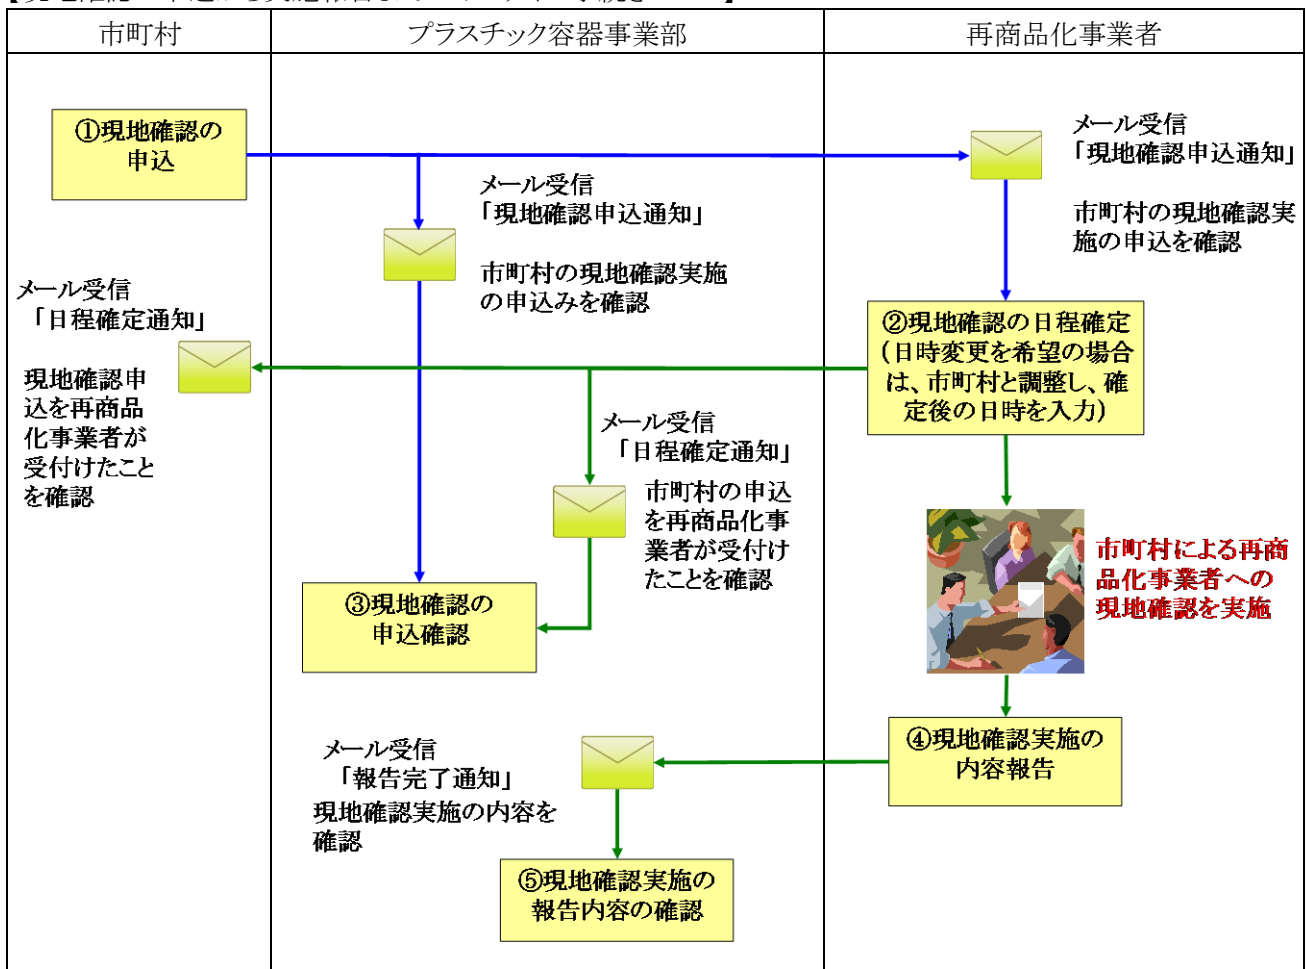 市町村
プラスチック容器事業部
再商品化事業者
①現地確認の
申込
メール受信
「現地確認申込通知」
市町村の現地確認実施
の申込みを確認
メール受信
「現地確認申込通知」
市町村の現地確認実
施の申込を確認
メール受信
「日程確定通知」
現地確認申
込を再商品
化事業者が
受付けたこと
を確認
②現地確認の日程確定
(日時変更を希望の場合
は、市町村と調整し、確
定後の日時を入力)
メール受信
「日程確定通知」
市町村の申込
を再商品化事
業者が受付け
たことを確認
③現地確認の
申込確認
市町村による再商
品化事業者への
現地確認を実施
④現地確認実施の
内容報告
メール受信
「報告完了通知」
現地確認実施の内容を
確認
⑤現地確認実施の
報告内容の確認